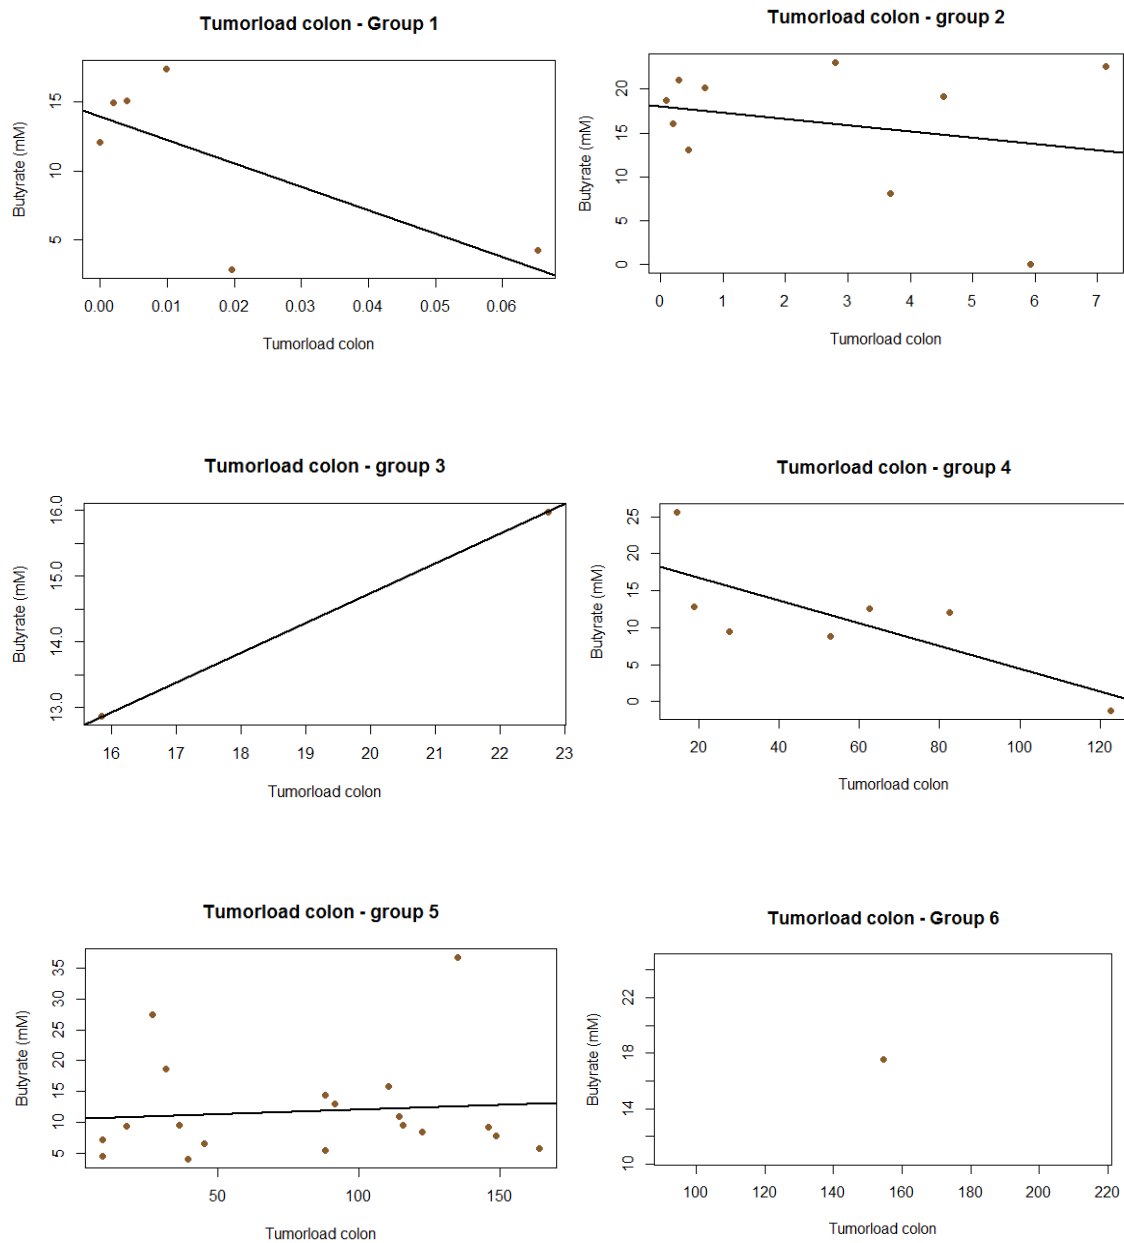 Tumorload colon - Group 1
15
10
5
Butyrate (mM)
0.00 0.01 0.02 0.03 0.04 0.05 0.06
Tumorload colon
Tumorload colon - group 2
20
15
10
5
0
Butyrate (mM)
0 1 2 3 4 5 6 7
Tumorload colon
Tumorload colon - group 3
16.0
15.0
14.0
13.0
Butyrate (mM)
16 17 18 19 20 21 22 23
Tumorload colon
Tumorload colon - group 4
25
20
15
10
5
0
Butyrate (mM)
20 40 60 80 100 120
Tumorload colon
Tumorload colon - group 5
35
30
25
20
15
10
5
Butyrate (mM)
50 100 150
Tumorload colon
Tumorload colon - Group 6
22
18
14
10
Butyrate (mM)
100 120 140 160 180 200 220
Tumorload colon